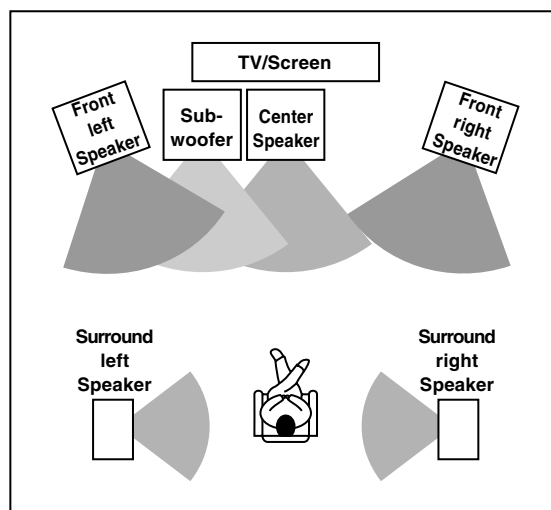 TV/Screen
Front
left
Speaker
Sub-
woofer
Center
Speaker
Front
right
Speaker
Surround
left
Speaker
Surround
right
Speaker